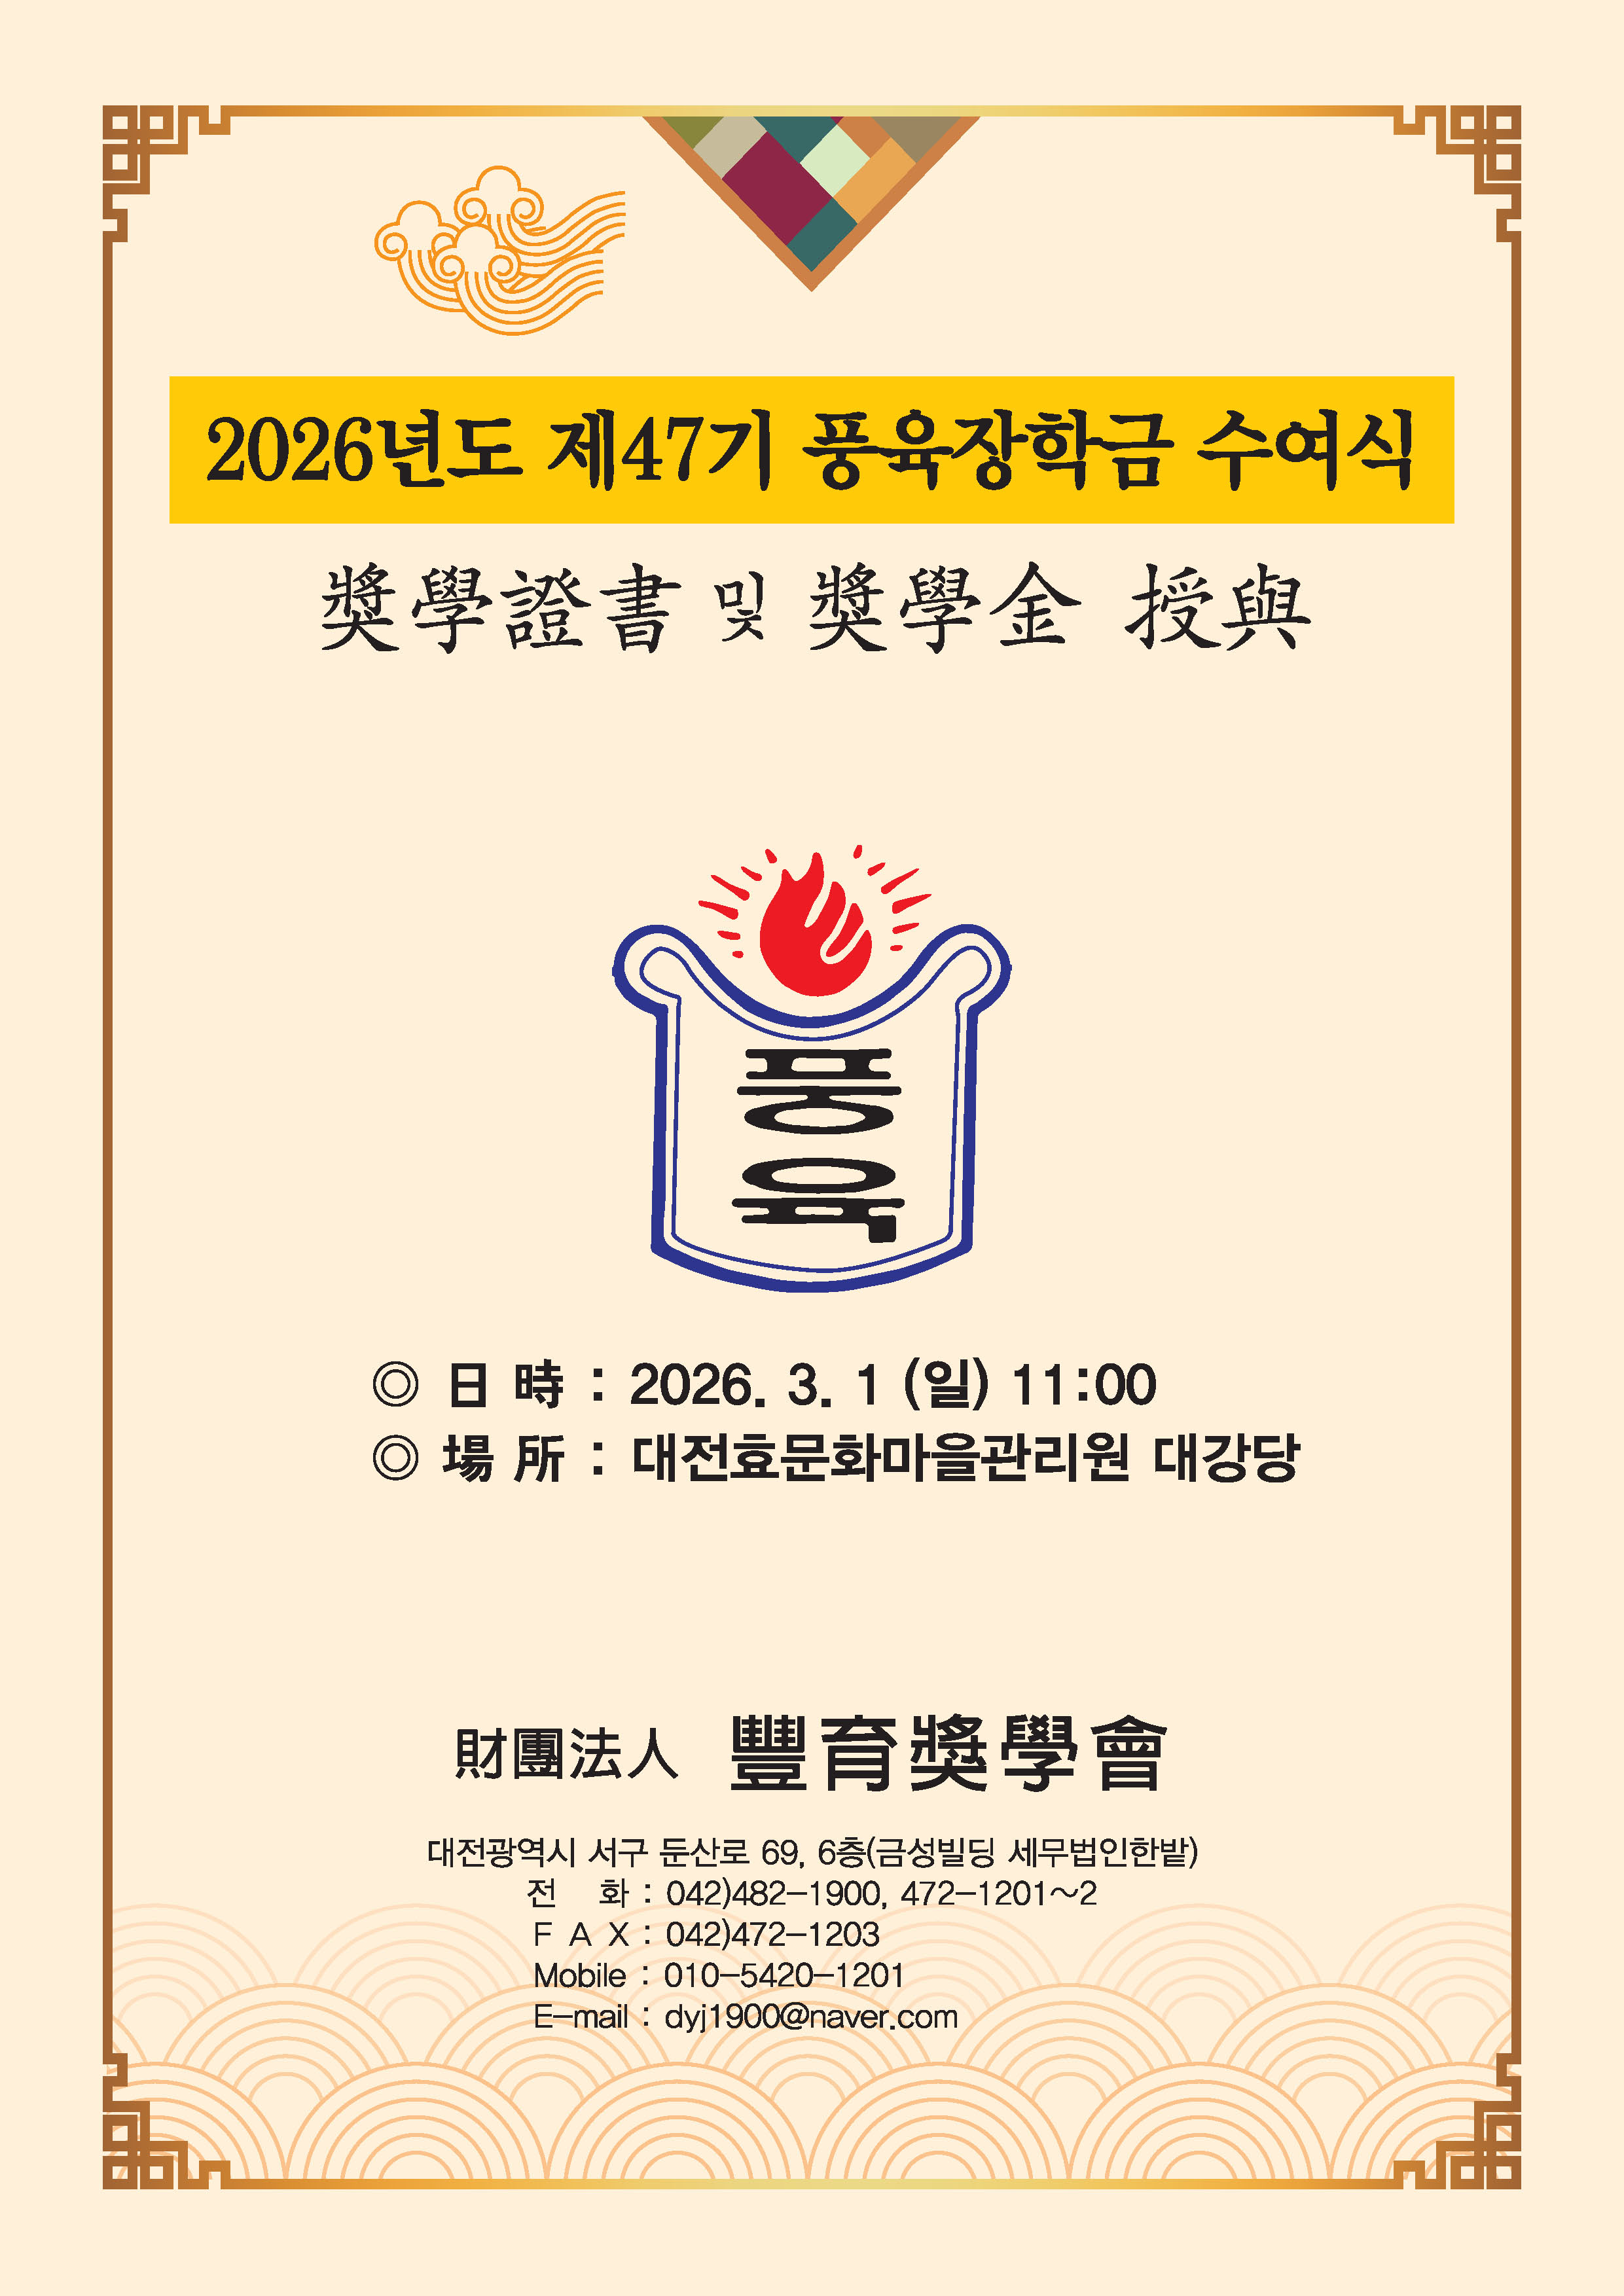 2026년도 제47기 풍육장학금 수여식
奬學證書 및 奬學金 授與
풍
육
◎ 日 時 : 2026. 3. 1 (일) 11:00
◎ 場 所 : 대전효문화마을관리원 대강당
財團法人 豐育奬學會
대전광역시 서구 둔산로 69, 6층(금성빌딩 세무법인한밭)
전 화 : 042)482-1900, 472-1201~2
F A X : 042)472-1203
Mobile : 010-5420-1201
E-mail : dyj1900@naver.com